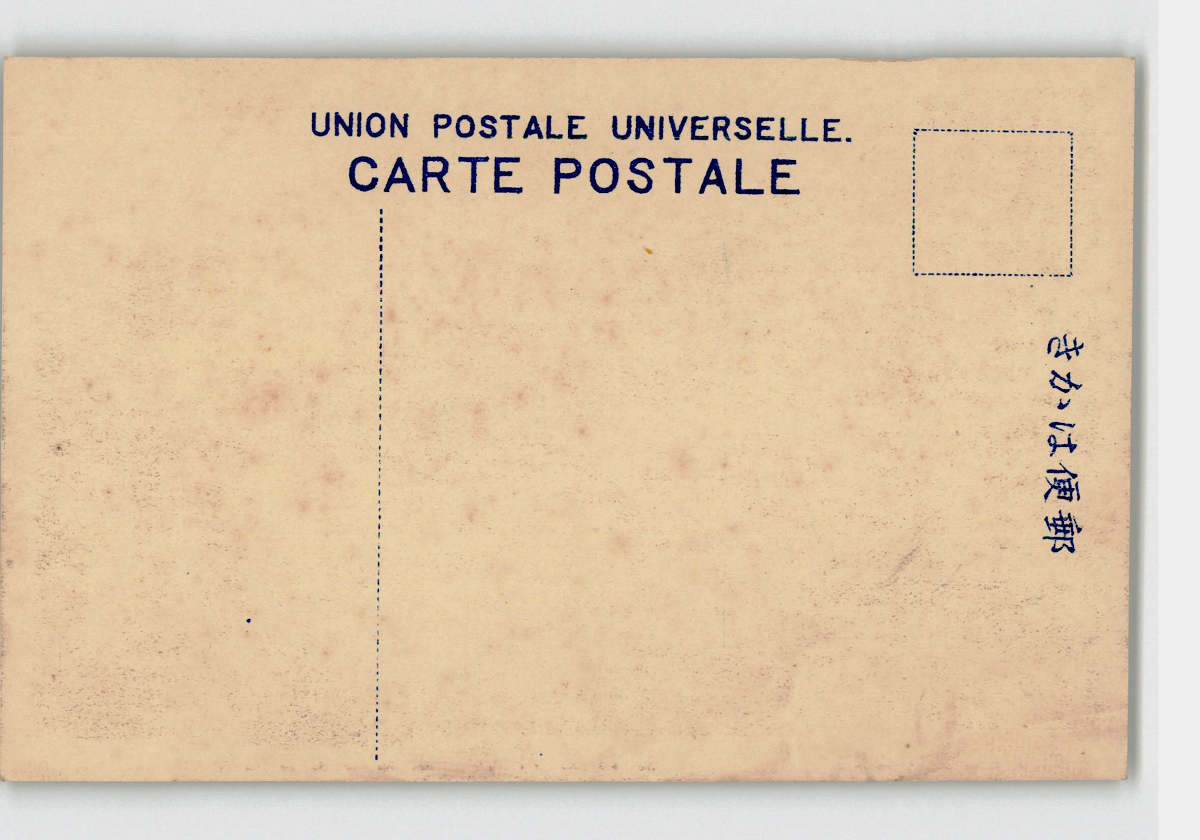 UNION POSTALE UNIVERSELLE.
CARTE POSTALE
郵便はかき